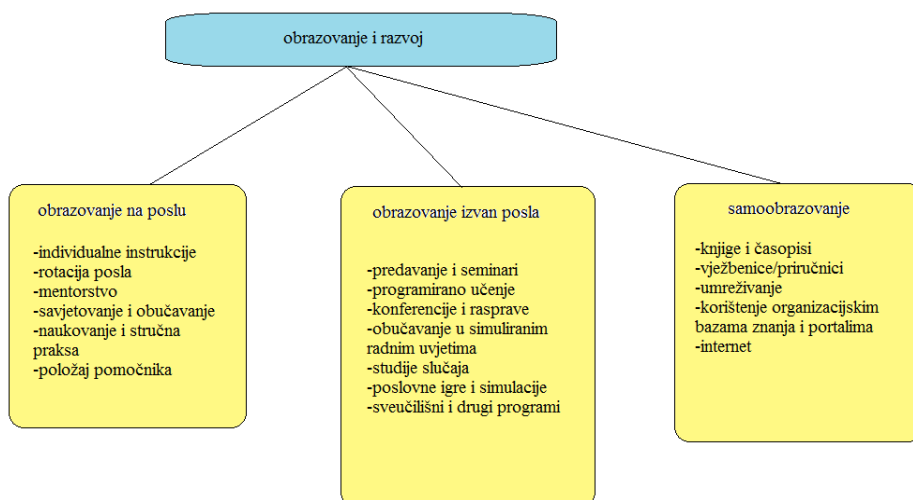 obrazovanje i razvoj
obrazovanje na poslu
-individualne instrukcije
-rotacija posla
-mentorstvo
-savjetovanje i obučavanje
-naukovanje i stručna
praksa
-položaj pomočnika
obrazovanje izvan posla
-predavanje i seminari
-programirano učenje
-konferencije i rasprave
-obučavanje u simuliranim
radnim uvjetima
-studije slučaja
-poslovne igre i simulacije
-sveučilišni i drugi programi
samoobrazovanje
-knjige i časopisi
-vježbenice/priručnici
-umreživanje
-korištenje organizacijskim
bazama znanja i portalima
-internet